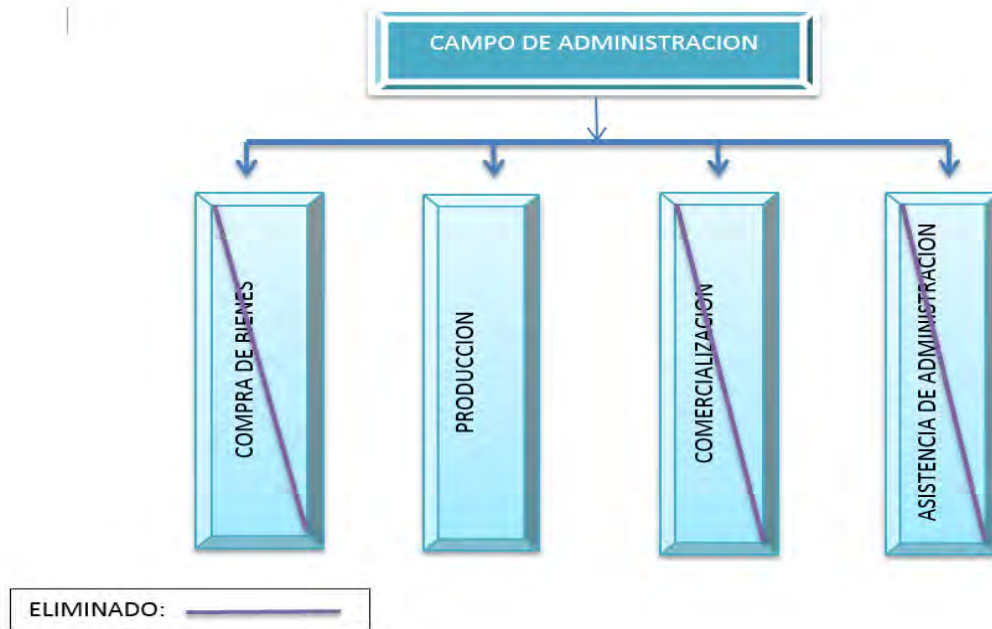 CAMPO DE ADMINISTRACION
COMPRA DE BIENES
PRODUCCION
COMERCIALIZACION
ASISTENCIA DE ADMINISTRACION
ELIMINADO: